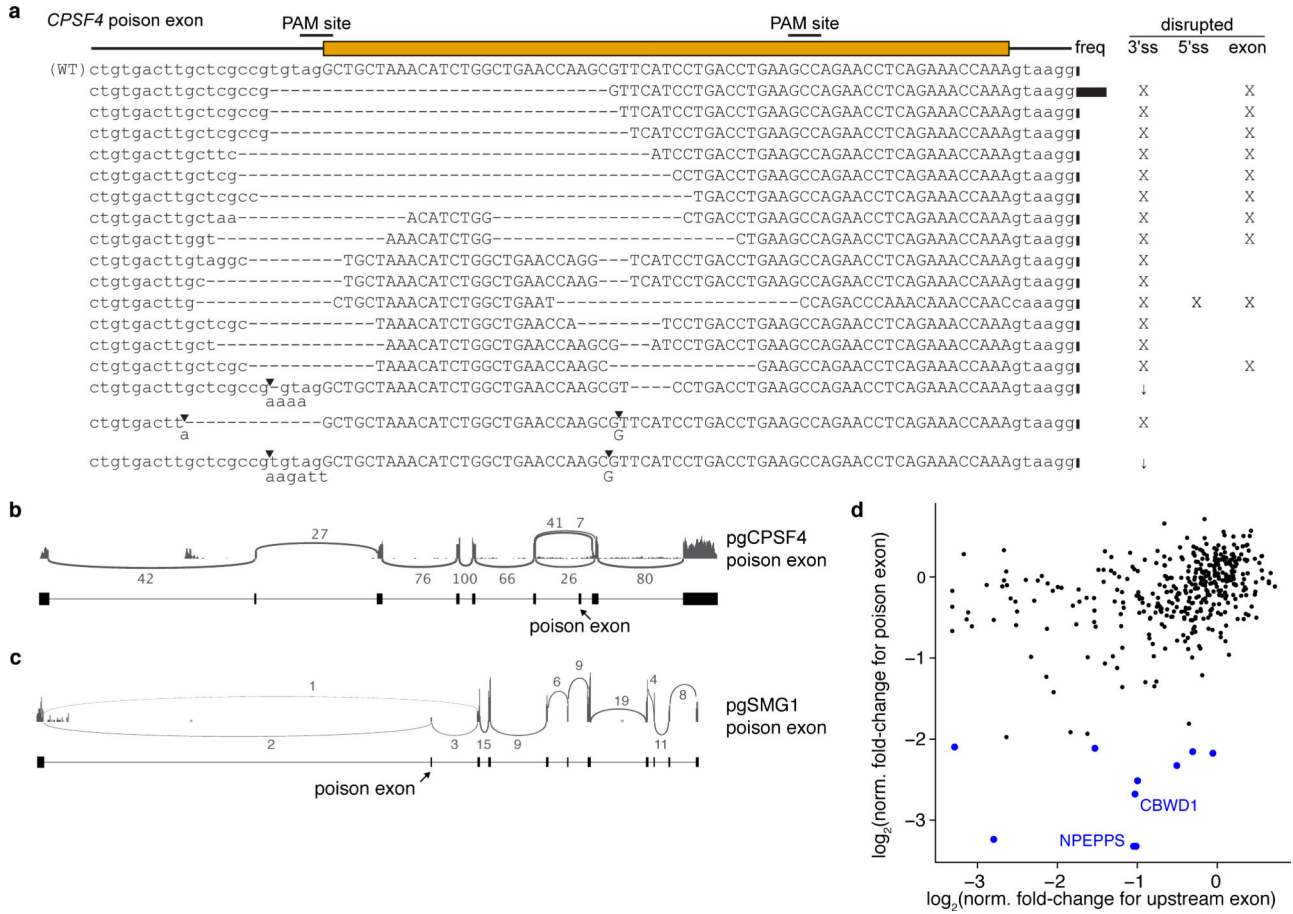 a
CPSF4 poison exon
PAM site
PAM site
disrupted
freq 3'ss 5'ss exon
(WT) ctgtgacttgctcgccgtgtagGCTGCTAAACATCTGGCTGAACCAAGCGTTCATCCTGACCTGAAGCCAGAACCTCAGAAACCAAAgtaagg
ctgtgacttgctcgccg--------------------------------GTTCATCCTGACCTGAAGCCAGAACCTCAGAAACCAAAgtaagg X X
ctgtgacttgctcgccg---------------------------------TTCATCCTGACCTGAAGCCAGAACCTCAGAAACCAAAgtaagg X X
ctgtgacttgctcgccg----------------------------------TCATCCTGACCTGAAGCCAGAACCTCAGAAACCAAAgtaagg X X
ctgtgacttgcttc---------------------------------------ATCCTGACCTGAAGCCAGAACCTCAGAAACCAAAgtaagg X X
ctgtgacttgctcg-----------------------------------------CCTGACCTGAAGCCAGAACCTCAGAAACCAAAgtaagg X X
ctgtgacttgctcgcc-----------------------------------------TGACCTGAAGCCAGAACCTCAGAAACCAAAgtaagg X X
ctgtgacttgctaa----------------ACATCTGG------------------CTGACCTGAAGCCAGAACCTCAGAAACCAAAgtaagg X X
ctgtgacttggt----------------AAACATCTGG-----------------------CTGAAGCCAGAACCTCAGAAACCAAAgtaagg X X
ctgtgacttgtaggc---------TGCTAAACATCTGGCTGAACCAGG---TCATCCTGACCTGAAGCCAGAACCTCAGAAACCAAAgtaagg X
ctgtgacttgc-------------TGCTAAACATCTGGCTGAACCAAG---TCATCCTGACCTGAAGCCAGAACCTCAGAAACCAAAgtaagg X
ctgtgacttg-------------CTGCTAAACATCTGGCTGAAT-----------------------CCAGACCCAAACAAACCAACcaaagg X X X
ctgtgacttgctcgc------------TAAACATCTGGCTGAACCA--------TCCTGACCTGAAGCCAGAACCTCAGAAACCAAAgtaagg X
ctgtgacttgctct--------------AAACATCTGGCTGAACCAAGCG---ATCCTGACCTGAAGCCAGAACCTCAGAAACCAAAgtaagg X
ctgtgacttgctcgc------------TAAACATCTGGCTGAACCAAGC--------------GAAGCCAGAACCTCAGAAACCAAAgtaagg X X
ctgtgacttgctcgccg-gtagGCTGCTAAACATCTGGCTGAACCAAGCGT----CCTGACCTGAAGCCAGAACCTCAGAAACCAAAgtaagg ↓
aaaa
ctgtgactt-------------GCTGCTAAACATCTGGCTGAACCAAGCGTTCATCCTGACCTGAAGCCAGAACCTCAGAAACCAAAgtaagg X
a G
ctgtgacttgctcgccgtgtagGCTGCTAAACATCTGGCTGAACCAAGCGTTCATCCTGACCTGAAGCCAGAACCTCAGAAACCAAAgtaagg ↓
aagatt G
b
27
41 7
42
76
100
66
26
80
pgCPSF4
poison exon
poison exon
c
1
6
9
19
4
8
2
3
15
9
11
pgSMG1
poison exon
poison exon
d
log2(norm. fold-change for poison exon)
0
−1
−2
−3
CBWD1
NPEPPS
−3 −2 −1 0
log2(norm. fold-change for upstream exon)